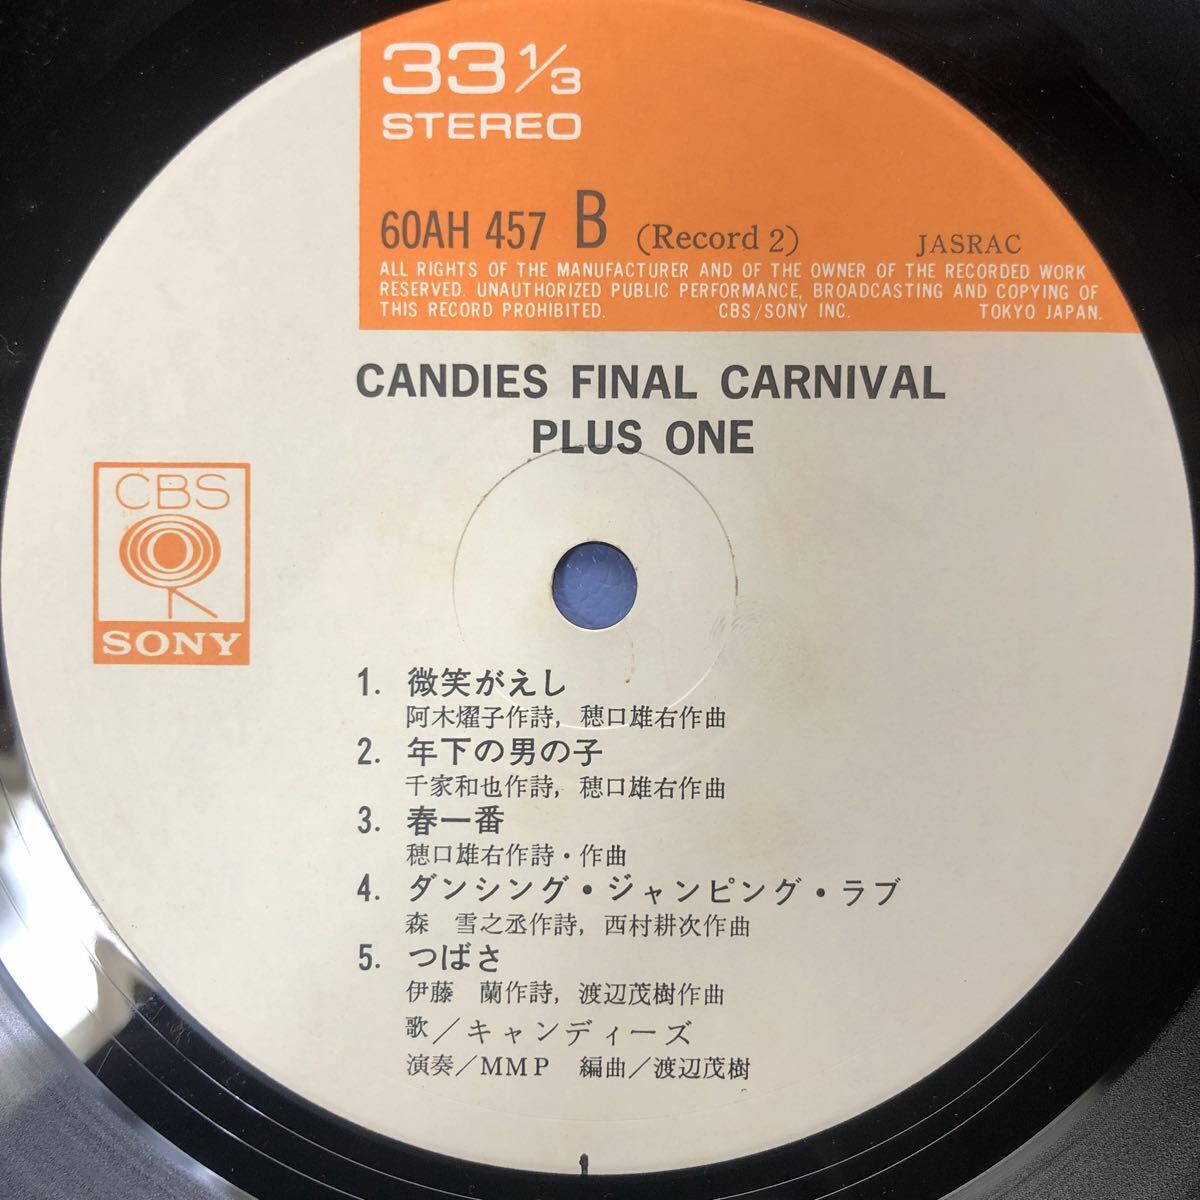 33 1/3
STEREO
60AH 457 B (Record 2) JASRAC
ALL RIGHTS OF THE MANUFACTURER AND OF THE OWNER OF THE RECORDED WORK
RESERVED. UNAUTHORIZED PUBLIC PERFORMANCE, BROADCASTING AND COPYING OF
THIS RECORD PROHIBITED. CBS/SONY INC. TOKYO JAPAN.
CANDIES FINAL CARNIVAL
PLUS ONE
CBS
SONY
1. 微笑がえし
阿木燿子作詩, 穂口雄右作曲
2. 年下の男の子
千家和也作詩, 穂口雄右作曲
3. 春一番
穂口雄右作詩・作曲
4. ダンシング・ジャンピング・ラブ
森 雪之丞作詩, 西村耕次作曲
5. つばさ
伊藤 蘭作詩, 渡辺茂樹作曲
歌/キャンディーズ
演奏/MMP 編曲/渡辺茂樹